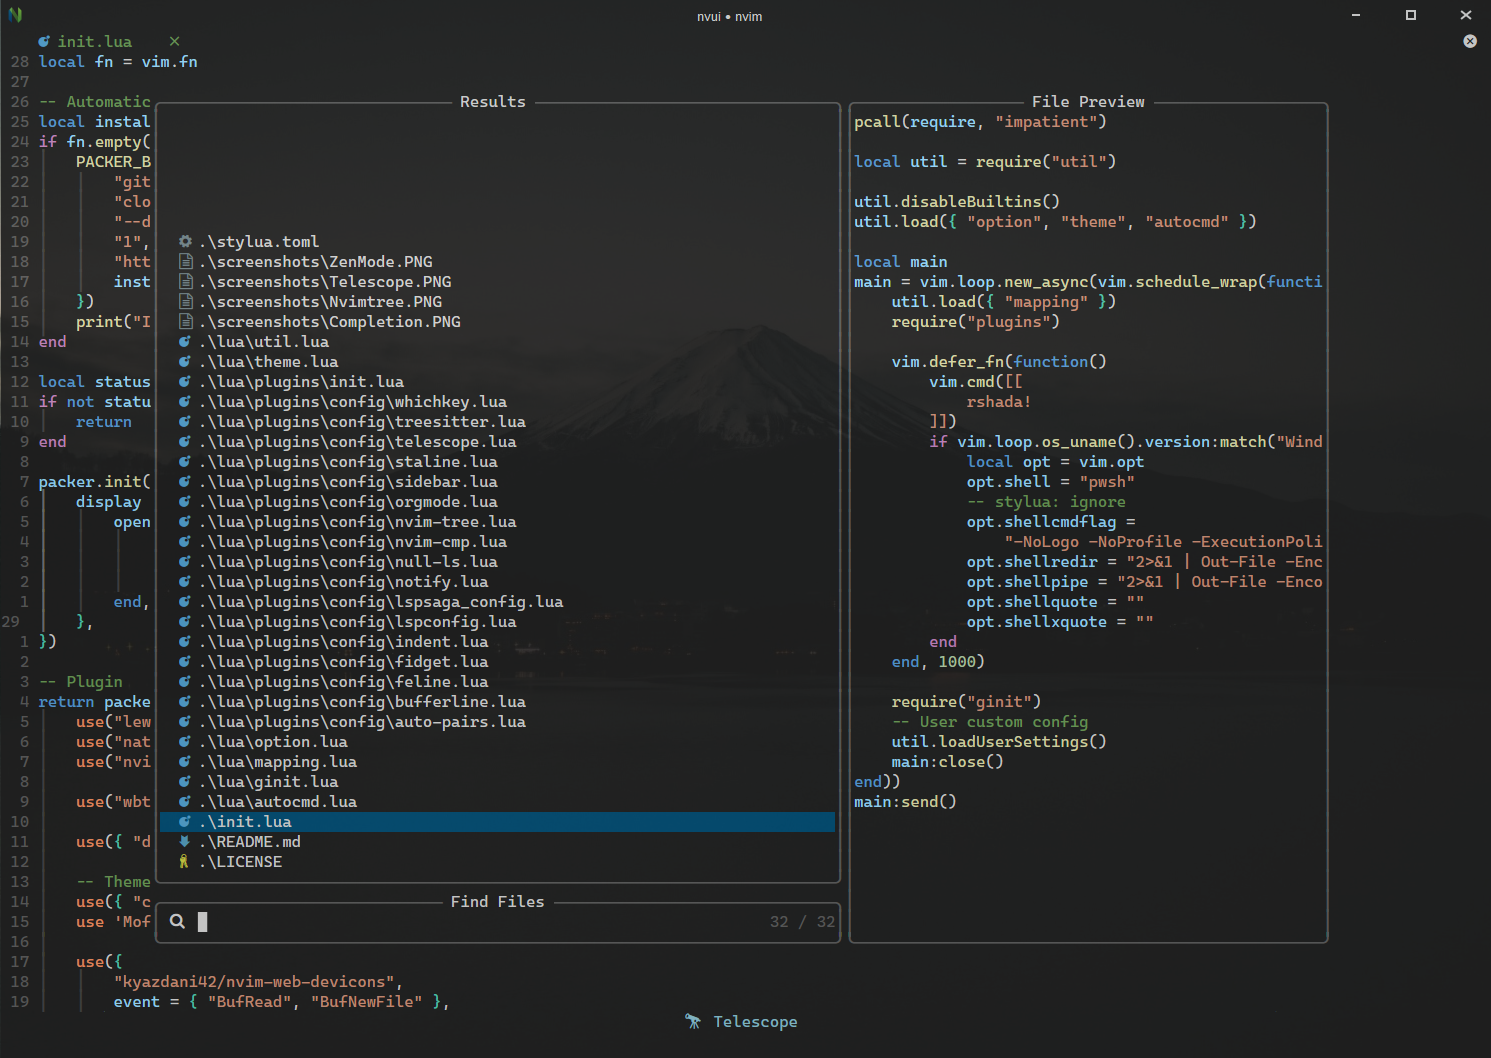 nvui • nvim
init.lua
28 local fn = vim.fn
27
26 -- Automatic
25 local instal
24 if fn.empty(
23 PACKER_B
22 "git
21 "clo
20 "--d
19 "1",
18 "htt
17 inst
16 })
15 print("I
14 end
13
12 local status
11 if not statu
10 return
9 end
8
7 packer.init(
6 display
5 open
4
3
2
1 end,
29 },
1 })
2
3 -- Plugin
4 return packe
5 use("lew
6 use("nat
7 use("nvi
8
9 use("wbt
10
11 use({ "d
12
13 -- Theme
14 use({ "c
15 use 'Mof
16
17 use({
18 "kyazdani42/nvim-web-devicons",
19 event = { "BufRead", "BufNewFile" },
Results
.\stylua.toml
.\screenshots\ZenMode.PNG
.\screenshots\Telescope.PNG
.\screenshots\Nvimtree.PNG
.\screenshots\Completion.PNG
.\lua\util.lua
.\lua\theme.lua
.\lua\plugins\init.lua
.\lua\plugins\config\whichkey.lua
.\lua\plugins\config\treesitter.lua
.\lua\plugins\config\telescope.lua
.\lua\plugins\config\staline.lua
.\lua\plugins\config\sidebar.lua
.\lua\plugins\config\orgmode.lua
.\lua\plugins\config\nvim-tree.lua
.\lua\plugins\config\nvim-cmp.lua
.\lua\plugins\config\null-ls.lua
.\lua\plugins\config\notify.lua
.\lua\plugins\config\lspsaga_config.lua
.\lua\plugins\config\lspconfig.lua
.\lua\plugins\config\indent.lua
.\lua\plugins\config\fidget.lua
.\lua\plugins\config\feline.lua
.\lua\plugins\config\bufferline.lua
.\lua\plugins\config\auto-pairs.lua
.\lua\option.lua
.\lua\mapping.lua
.\lua\ginit.lua
.\lua\autocmd.lua
.\init.lua
.\README.md
.\LICENSE
Find Files
32 / 32
File Preview
pcall(require, "impatient")

local util = require("util")

util.disableBuiltins()
util.load({ "option", "theme", "autocmd" })

local main
main = vim.loop.new_async(vim.schedule_wrap(functi
util.load({ "mapping" })
require("plugins")

vim.defer_fn(function()
vim.cmd([[
rshada!
]])
if vim.loop.os_uname().version:match("Wind
local opt = vim.opt
opt.shell = "pwsh"
-- stylua: ignore
opt.shellcmdflag =
"-NoLogo -NoProfile -ExecutionPoli
opt.shellredir = "2>&1 | Out-File -Enc
opt.shellpipe = "2>&1 | Out-File -Enco
opt.shellquote = ""
opt.shellxquote = ""
end
end, 1000)

require("ginit")
-- User custom config
util.loadUserSettings()
main:close()
end))
main:send()
Telescope